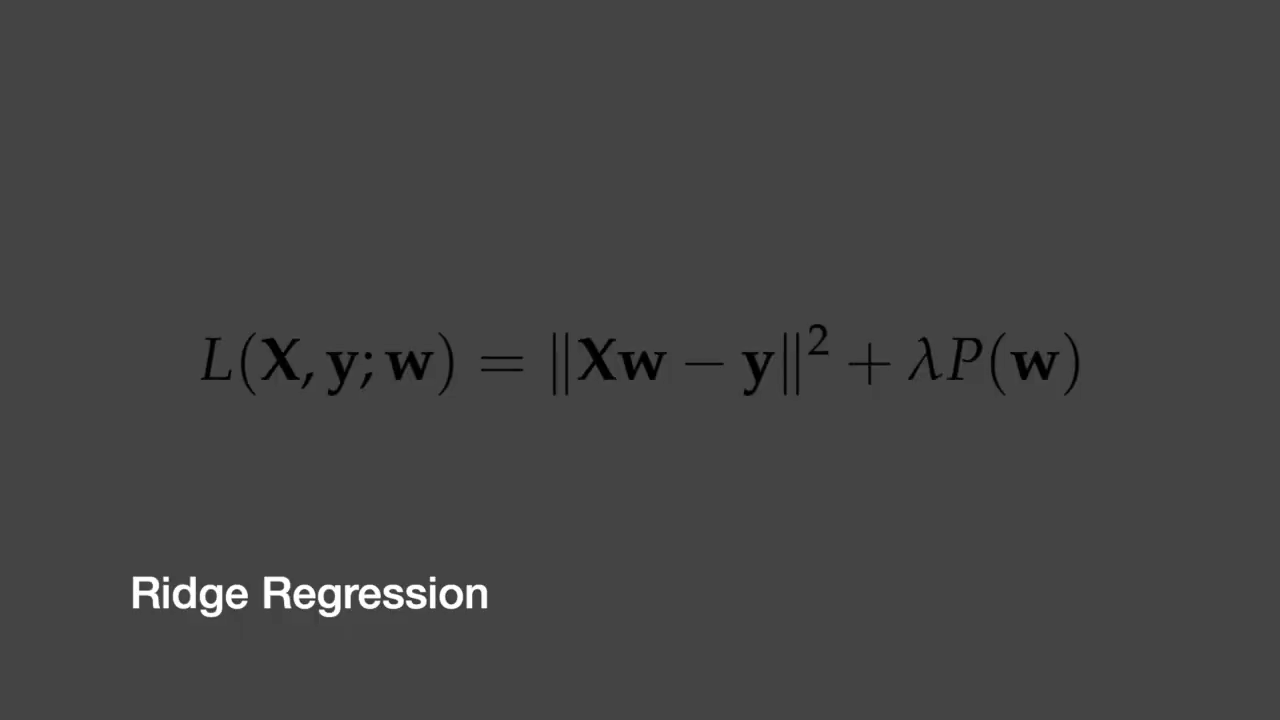 L(X, y; w) = ‖Xw − y‖² + λP(w)
Ridge Regression